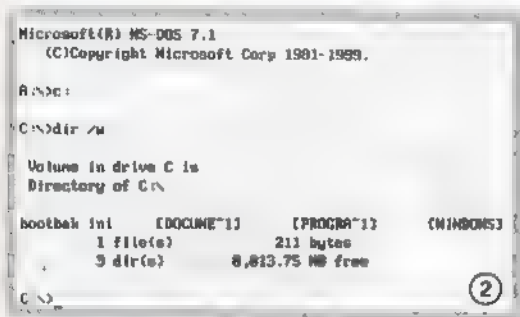 Microsoft(R) MS-DOS 7.1
(C)Copyright Microsoft Corp 1981-1999.
A:\>c:
C:\>dir /w
Volume in drive C is
Directory of C:\
bootbak ini [DOCUME~1] [PROGRA~1] [WINDOWS]
1 file(s) 211 bytes
3 dir(s) 8,013.75 MB free
C:\>_
2